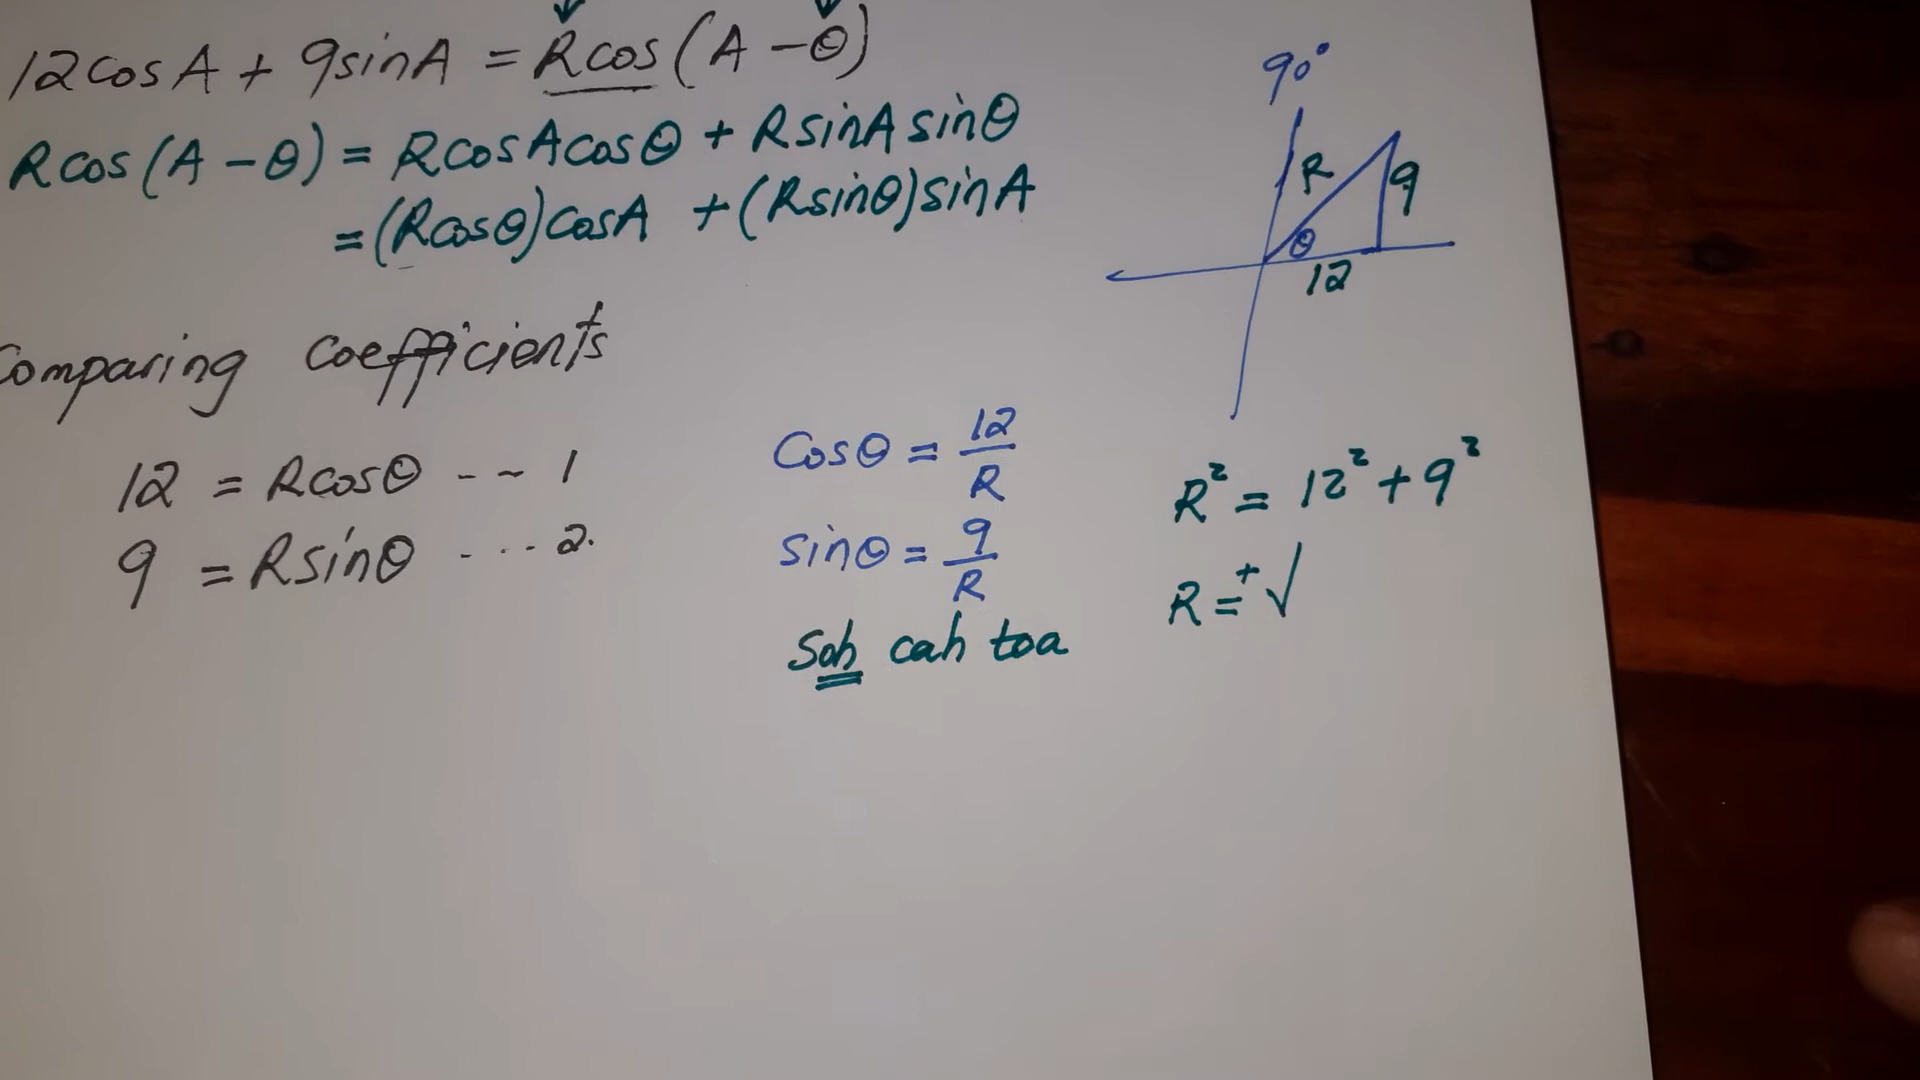 12cosA + 9sinA = Rcos(A - θ)
Rcos(A - θ) = RcosAcosθ + RsinAsinθ
= (Rcosθ)cosA + (Rsinθ)sinA
Comparing coefficients
12 = Rcosθ - - 1
9 = Rsinθ - - - 2.
Cosθ = 12/R
sinθ = 9/R
Soh cah toa
90°
R
9
θ
12
R² = 12² + 9²
R = +√